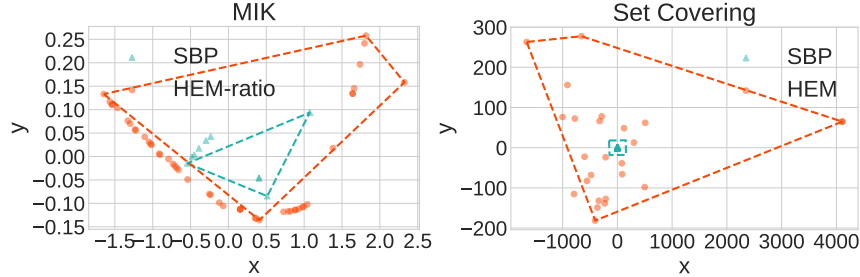 MIK
0.25
0.20
0.15
0.10
0.05
0.00
−0.05
−0.10
−0.15
y
SBP
HEM-ratio
−1.5 −1.0 −0.5 0.0 0.5 1.0 1.5 2.0 2.5
x
Set Covering
300
200
100
0
−100
−200
y
SBP
HEM
−1000 0 1000 2000 3000 4000
x